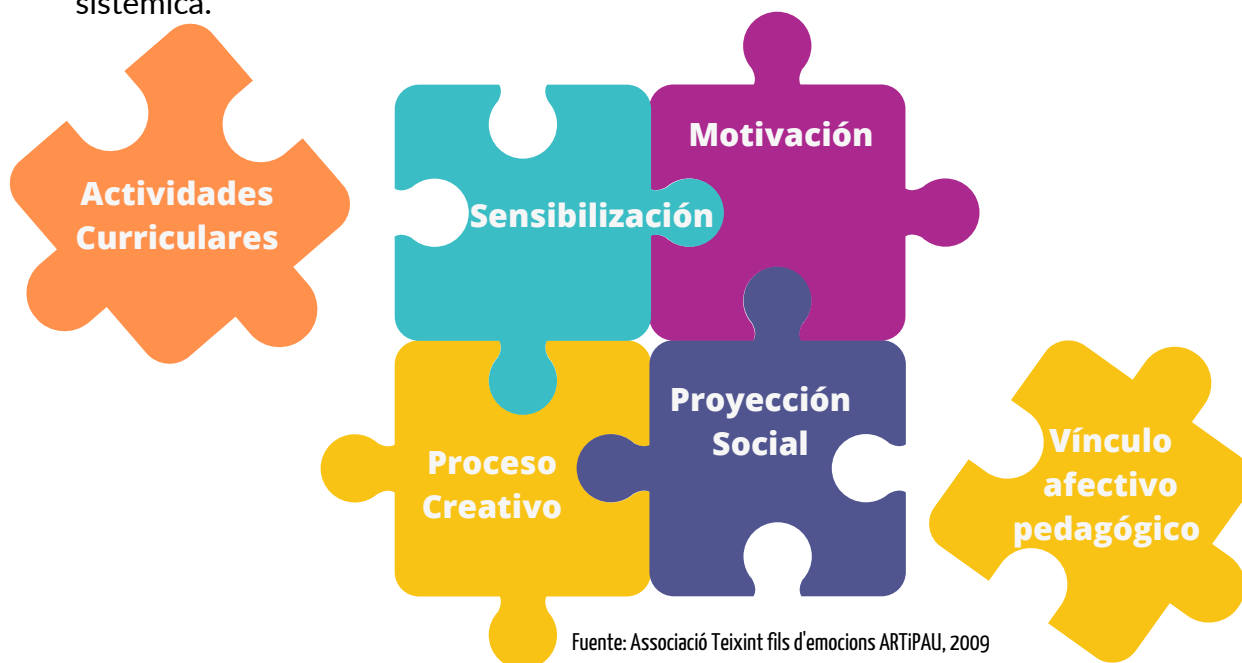 sistémica.
Actividades
Curriculares
Sensibilización
Motivación
Proceso
Creativo
Proyección
Social
Vínculo
afectivo
pedagógico
Fuente: Associació Teixint fils d'emocions ARTiPAU, 2009